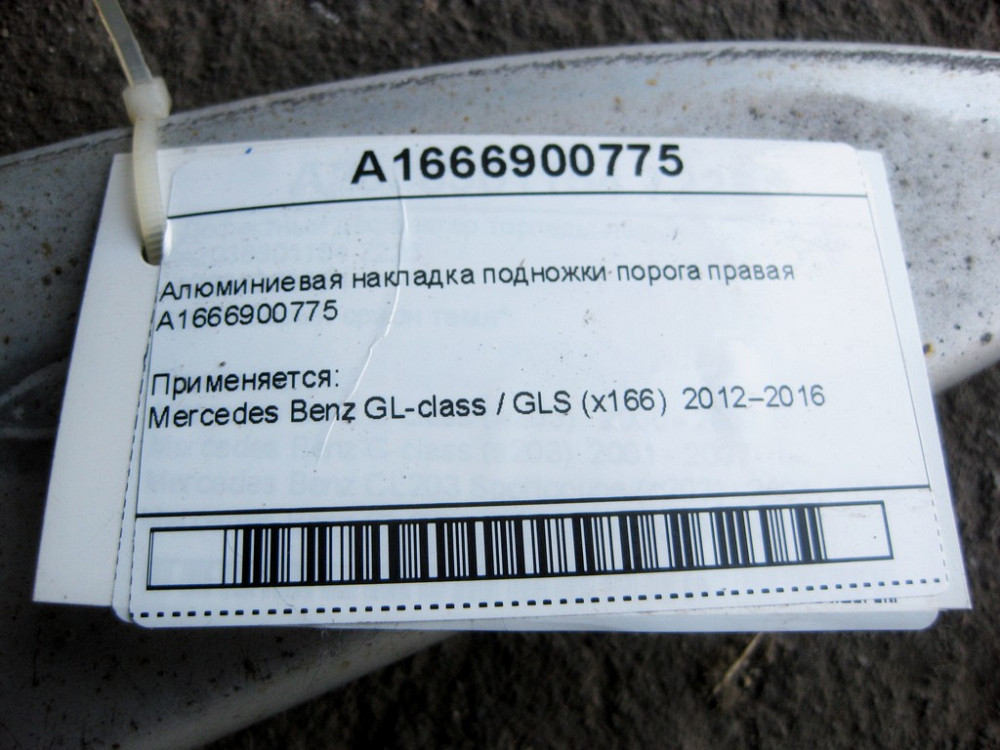 A1666900775
Алюминиевая накладка подножки порога правая
A1666900775
Применяется:
Mercedes Benz GL-class / GLS (x166) 2012–2016